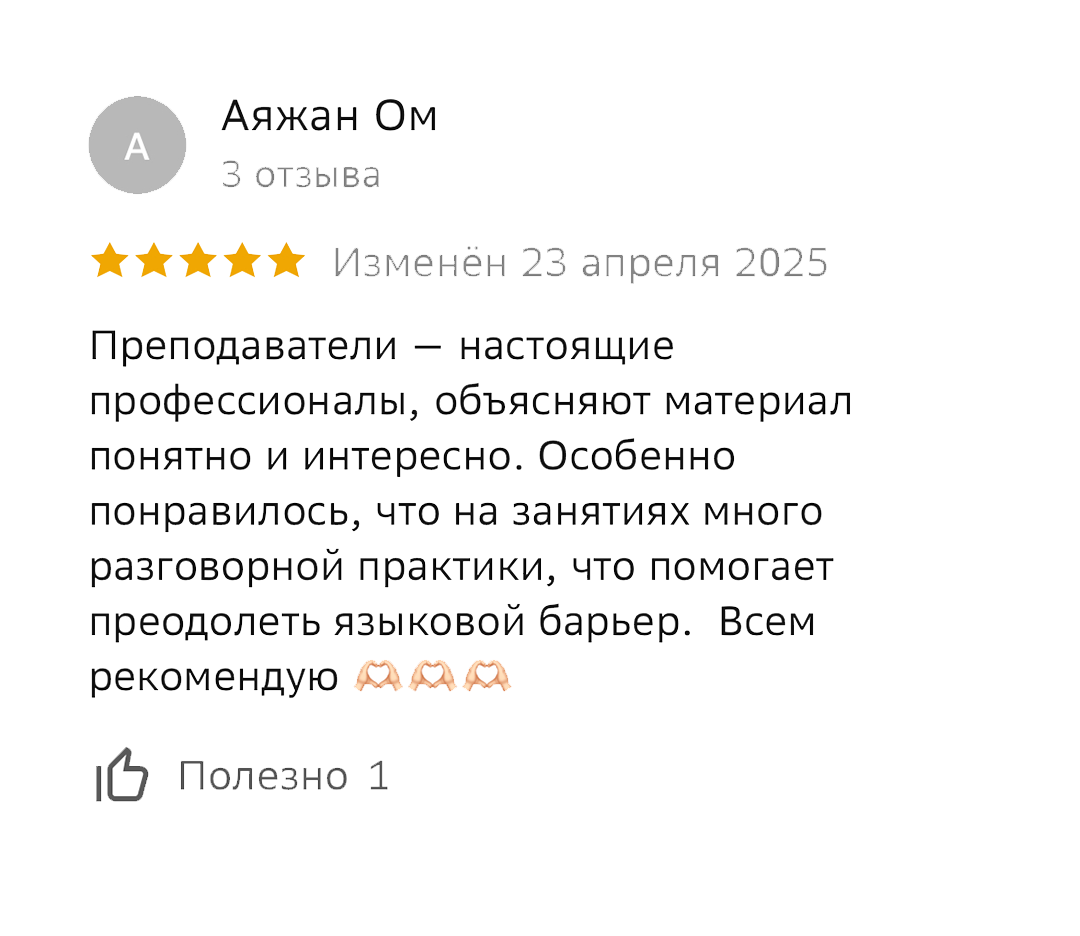 А
Аяжан Ом
3 отзыва
Изменён 23 апреля 2025
Преподаватели — настоящие
профессионалы, объясняют материал
понятно и интересно. Особенно
понравилось, что на занятиях много
разговорной практики, что помогает
преодолеть языковой барьер.  Всем
рекомендую 🫶🏻🫶🏻🫶🏻
Полезно 1